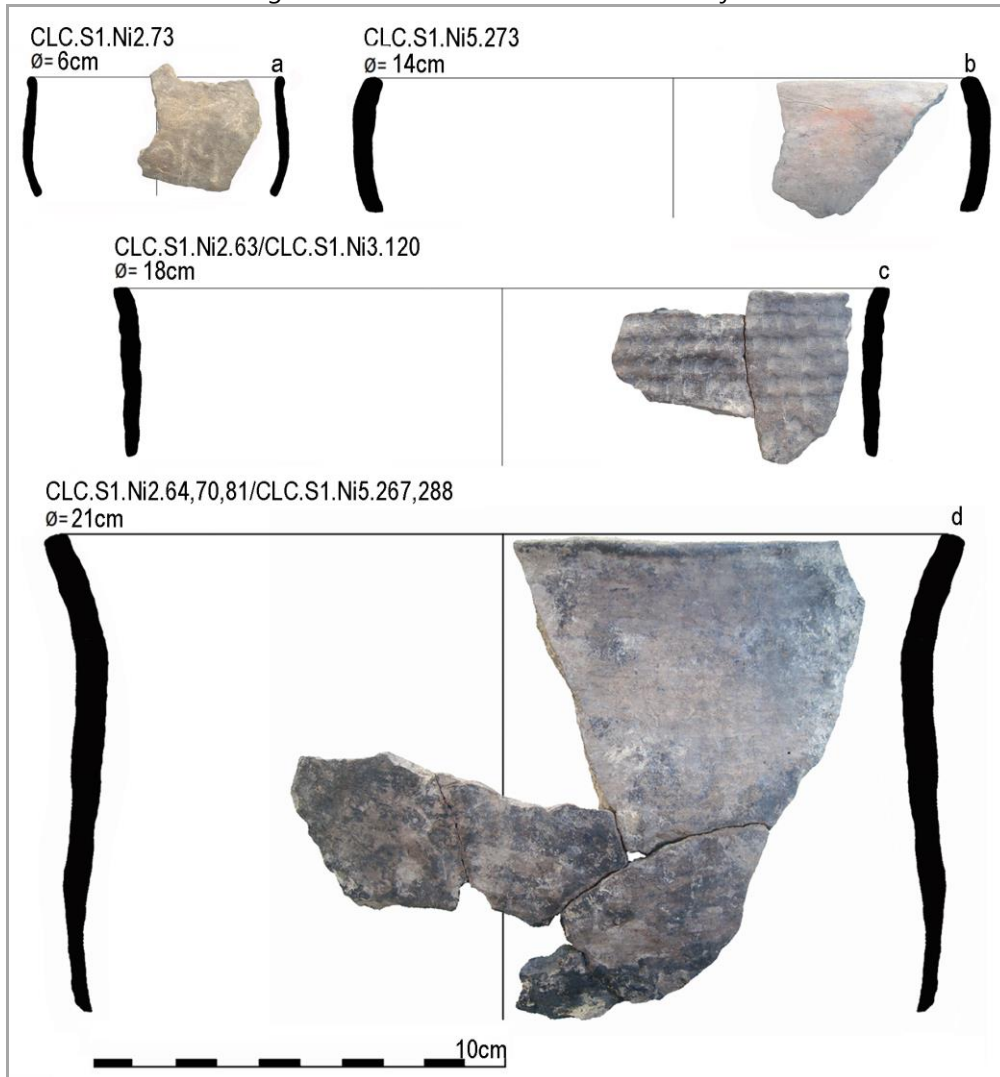 CLC.S1.Ni2.73
Ø= 6cm
a
CLC.S1.Ni5.273
Ø= 14cm
b
CLC.S1.Ni2.63/CLC.S1.Ni3.120
Ø= 18cm
c
CLC.S1.Ni2.64,70,81/CLC.S1.Ni5.267,288
Ø= 21cm
d
10cm